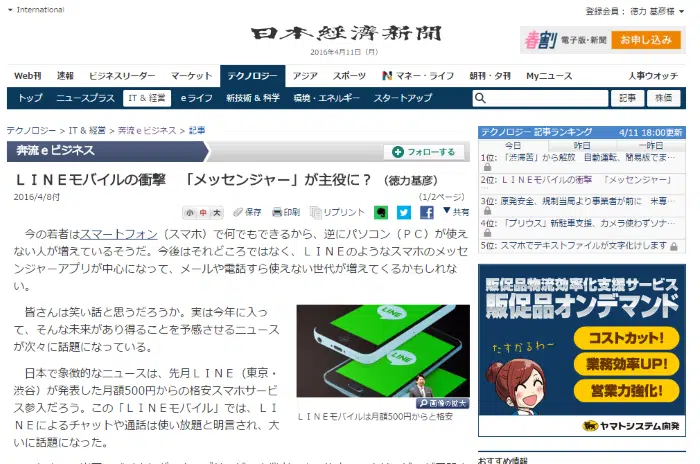 International
登録会員： 徳力 基彦様
日本経済新聞
2016年4月11日（月）
春割 電子版・新聞 お申し込み
Web刊 速報 ビジネスリーダー マーケット テクノロジー アジア スポーツ N マネー・ライフ 朝刊・夕刊 Myニュース 人事ウオッチ
トップ ニュースプラス IT & 経営 eライフ 新技術 & 科学 環境・エネルギー スタートアップ 記事 株価
テクノロジー > IT & 経営 > 奔流eビジネス > 記事
奔流ｅビジネス
フォローする
ＬＩＮＥモバイルの衝撃　「メッセンジャー」が主役に？ （徳力基彦）
(1/2ページ)
2016/4/8付
小 中 大 保存 印刷 リプリント 共有
　今の若者はスマートフォン（スマホ）で何でもできるから、逆にパソコン（ＰＣ）が使え
ない人が増えているそうだ。今後はそれどころではなく、ＬＩＮＥのようなスマホのメッセ
ンジャーアプリが中心になって、メールや電話すら使えない世代が増えてくるかもしれな
い。
　皆さんは笑い話と思うだろうか。実は今年に入っ
て、そんな未来があり得ることを予感させるニュース
が次々に話題になっている。
　日本で象徴的なニュースは、先月ＬＩＮＥ（東京・
渋谷）が発表した月額500円からの格安スマホサービ
ス参入だろう。この「ＬＩＮＥモバイル」では、ＬＩ
ＮＥによるチャットや通話は使い放題と明言され、大
いに話題になった。
LINE
LINE
画像の拡大
ＬＩＮＥモバイルは月額500円からと格安
テクノロジー 記事ランキング 4/11 18:00更新
今日 昨日
1位: 「渋滞苦」から解放 自動運転、簡易版でま…
2位: ＬＩＮＥモバイルの衝撃　「メッセンジャー」…
3位: 原発安全、規制当局より事業者が前に　米専…
4位: 「プリウス」新駐車支援、カメラ使わずソナ…
5位: スマホでテキストファイルが文字化けします
販促品物流効率化支援サービス
販促品オンデマンド
たすかるわー
コストカット！
業務効率UP！
営業力強化！
ヤマトシステム開発
おすすめ情報